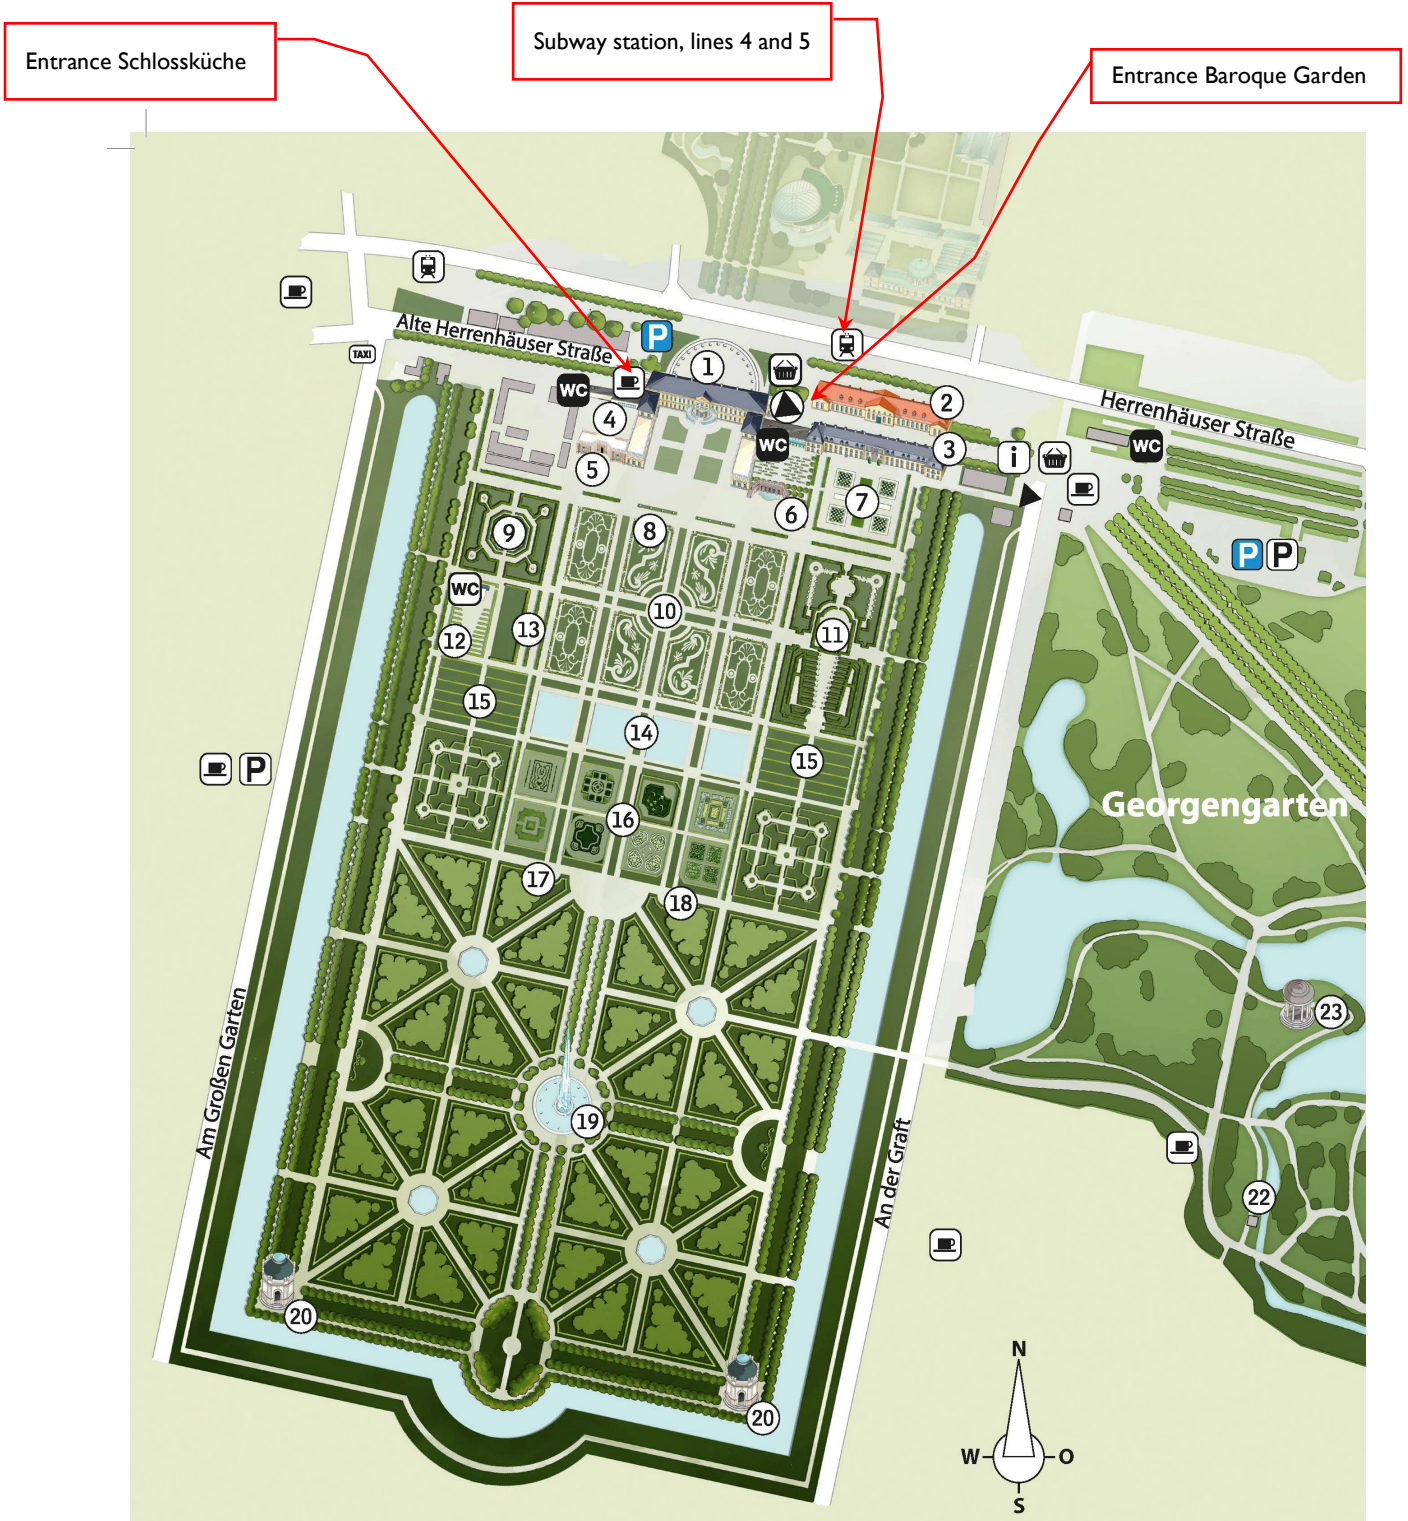 Entrance Schlossküche
Subway station, lines 4 and 5
Entrance Baroque Garden
Alte Herrenhäuser Straße
P
TAXI
1
WC
2
4
Herrenhäuser Straße
WC
3
i
WC
5
7
6
8
9
P P
WC
10
11
13
12
15
14
15
P
Georgengarten
16
17
18
23
Am Großen Garten
19
An der Graft
22
20
20
N
W O
S